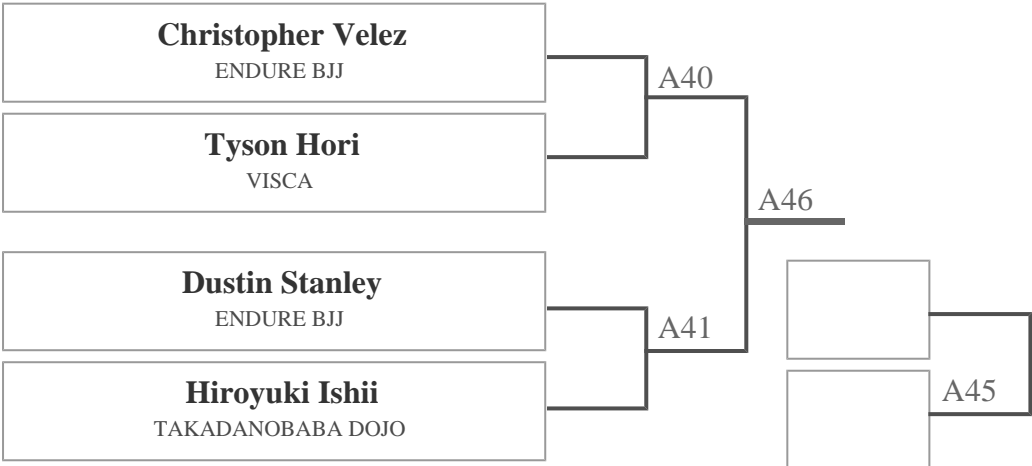 Christopher Velez
ENDURE BJJ
A40
Tyson Hori
VISCA
A46
Dustin Stanley
ENDURE BJJ
A41
Hiroyuki Ishii
TAKADANOBABA DOJO
A45